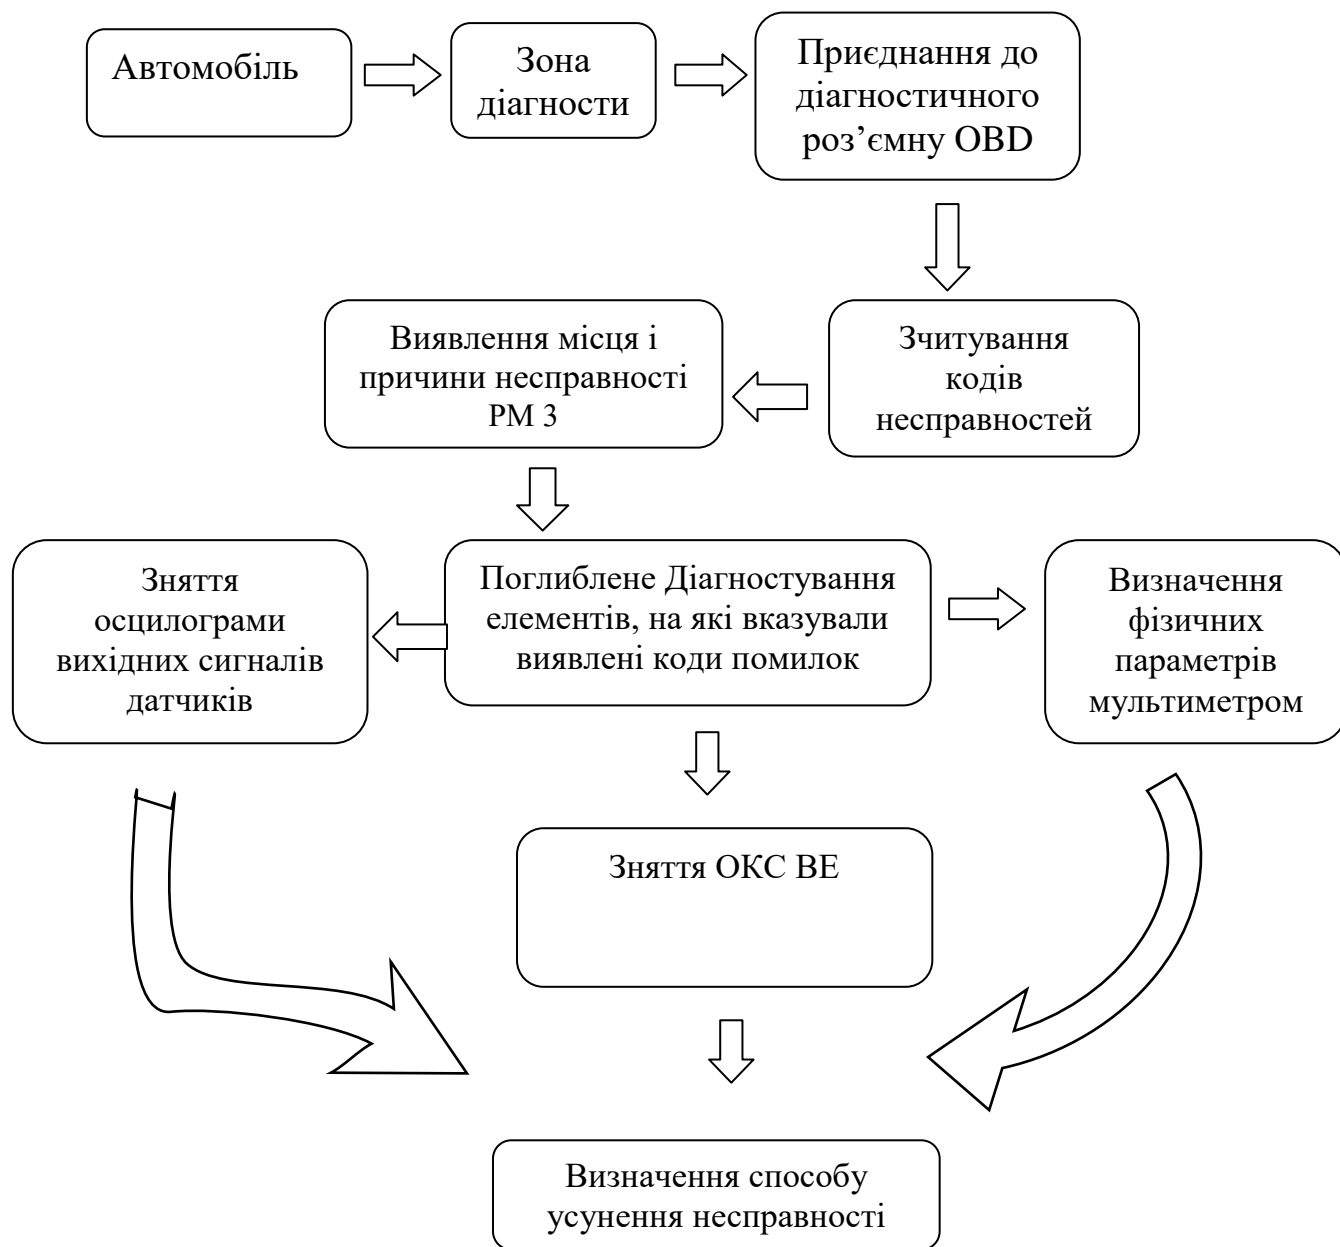 Автомобіль
Зона
діагности
Приєднання до
діагностичного
роз’ємну OBD
Виявлення місця і
причини несправності
РМ 3
Зчитування
кодів
несправностей
Зняття
осцилограми
вихідних сигналів
датчиків
Поглиблене Діагностування
елементів, на які вказували
виявлені коди помилок
Визначення
фізичних
параметрів
мультиметром
Зняття ОКС ВЕ
Визначення способу
усунення несправності